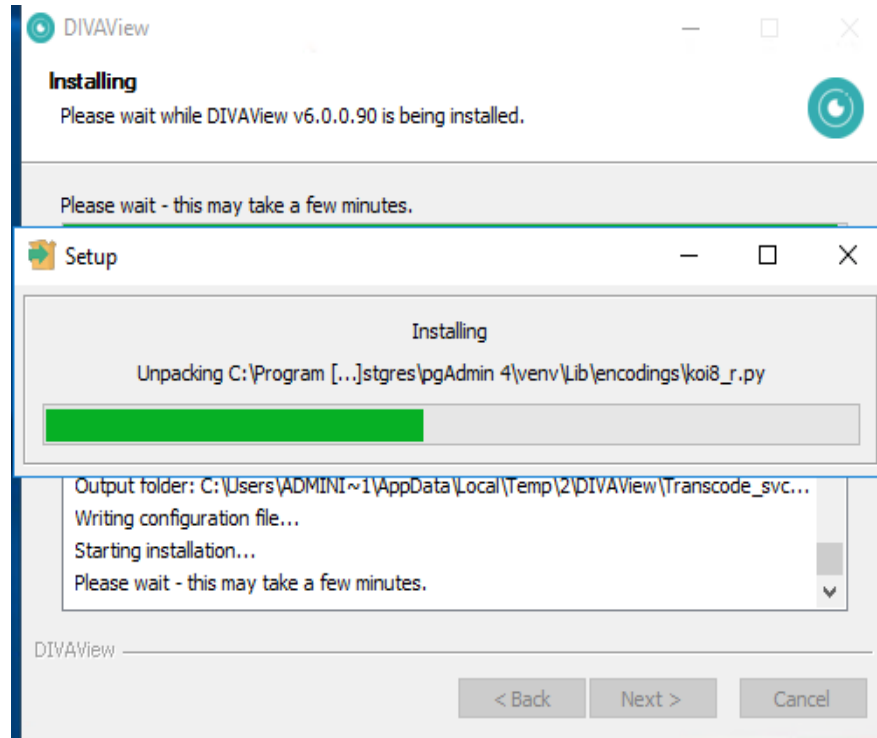 DIVAView
Installing
Please wait while DIVAView v6.0.0.90 is being installed.
Please wait - this may take a few minutes.
Setup
Installing
Unpacking C:\Program [...]stgres\pgAdmin 4\venv\Lib\encodings\koi8_r.py
Output folder: C:\Users\ADMINI~1\AppData\Local\Temp\2\DIVAView\Transcode_svc...
Writing configuration file...
Starting installation...
Please wait - this may take a few minutes.
DIVAView
< Back Next > Cancel